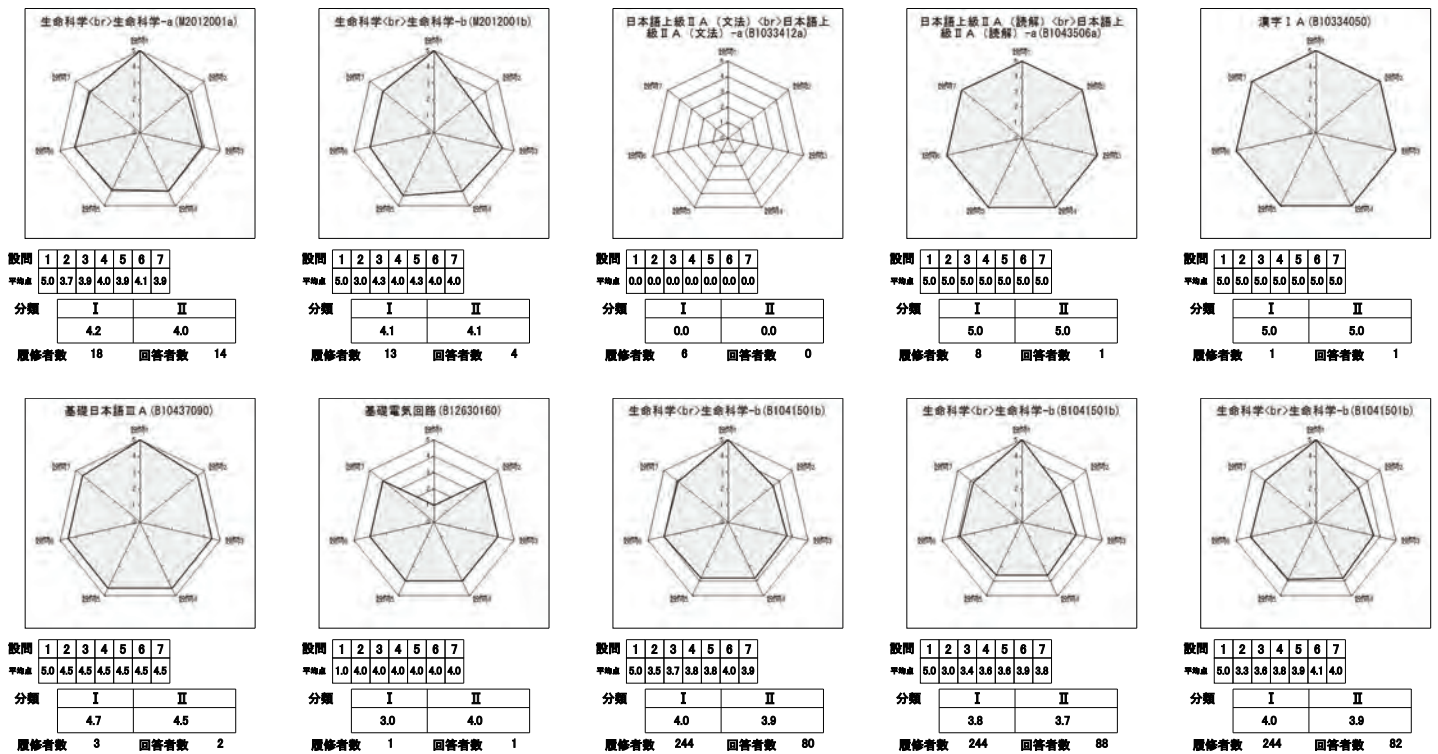 生命科学<br>生命科学-a(M2012001a)
設問 1 2 3 4 5 6 7
平均点 5.0 3.7 3.9 4.0 3.9 4.1 3.9
分類 Ⅰ Ⅱ
4.2 4.0
履修者数 18 回答者数 14
生命科学<br>生命科学-b(M2012001b)
設問 1 2 3 4 5 6 7
平均点 5.0 3.0 4.3 4.0 4.3 4.0 4.0
分類 Ⅰ Ⅱ
4.1 4.1
履修者数 13 回答者数 4
日本語上級ⅡA (文法) <br>日本語上
級ⅡA (文法) -a(B1033412a)
設問 1 2 3 4 5 6 7
平均点 0.0 0.0 0.0 0.0 0.0 0.0 0.0
分類 Ⅰ Ⅱ
0.0 0.0
履修者数 6 回答者数 0
日本語上級ⅡA (読解) <br>日本語上
級ⅡA (読解) -a(B1043506a)
設問 1 2 3 4 5 6 7
平均点 5.0 5.0 5.0 5.0 5.0 5.0 5.0
分類 Ⅰ Ⅱ
5.0 5.0
履修者数 8 回答者数 1
漢字ⅠA(B10334050)
設問 1 2 3 4 5 6 7
平均点 5.0 5.0 5.0 5.0 5.0 5.0 5.0
分類 Ⅰ Ⅱ
5.0 5.0
履修者数 1 回答者数 1
基礎日本語ⅢA(B10437090)
設問 1 2 3 4 5 6 7
平均点 5.0 4.5 4.5 4.5 4.5 4.5 4.5
分類 Ⅰ Ⅱ
4.7 4.5
履修者数 3 回答者数 2
基礎電気回路(B12630160)
設問 1 2 3 4 5 6 7
平均点 1.0 4.0 4.0 4.0 4.0 4.0 4.0
分類 Ⅰ Ⅱ
3.0 4.0
履修者数 1 回答者数 1
生命科学<br>生命科学-b(B1041501b)
設問 1 2 3 4 5 6 7
平均点 5.0 3.5 3.7 3.8 3.8 4.0 3.9
分類 Ⅰ Ⅱ
4.0 3.9
履修者数 244 回答者数 80
生命科学<br>生命科学-b(B1041501b)
設問 1 2 3 4 5 6 7
平均点 5.0 3.0 3.4 3.6 3.6 3.9 3.8
分類 Ⅰ Ⅱ
3.8 3.7
履修者数 244 回答者数 88
生命科学<br>生命科学-b(B1041501b)
設問 1 2 3 4 5 6 7
平均点 5.0 3.3 3.6 3.8 3.9 4.1 4.0
分類 Ⅰ Ⅱ
4.0 3.9
履修者数 244 回答者数 82